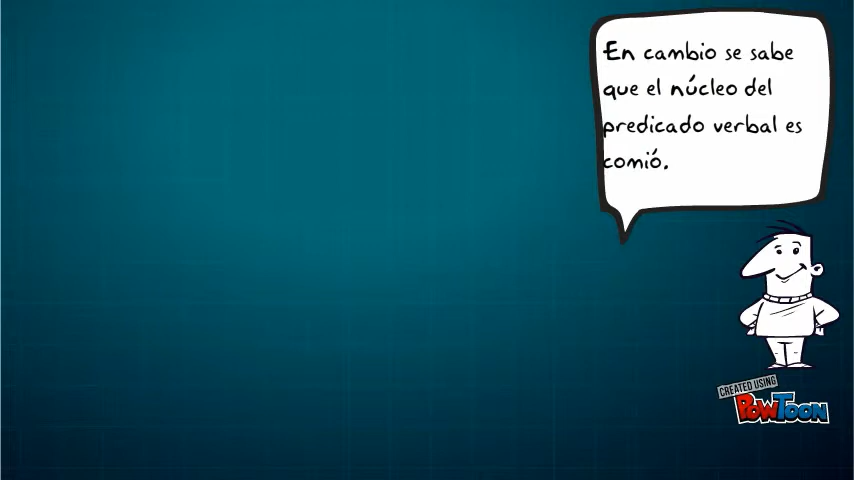 En cambio se sabe
que el núcleo del
predicado verbal es
comió.
CREATED USING
POWTOON